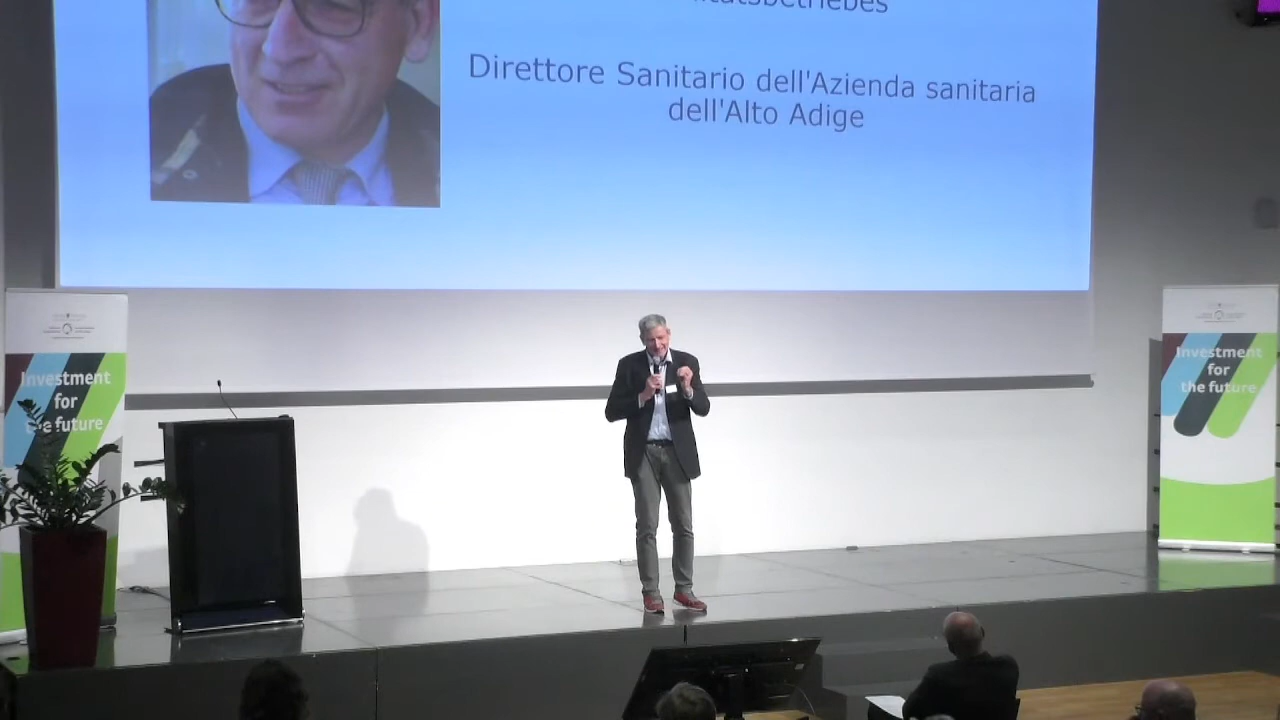 Direttore Sanitario dell'Azienda sanitaria
dell'Alto Adige
Investment
for
the future
Investment
for
the future